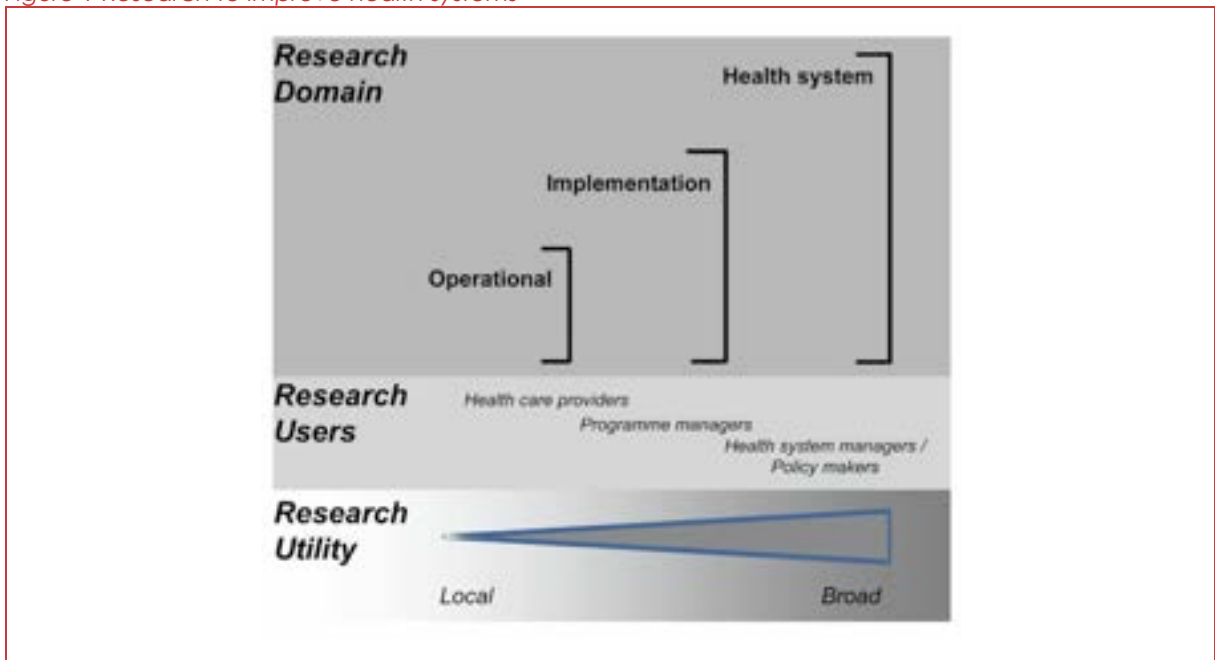 Research
Domain
Health system
Implementation
Operational
Research
Users
Health care providers
Programme managers
Health system managers /
Policy makers
Research
Utility
Local
Broad